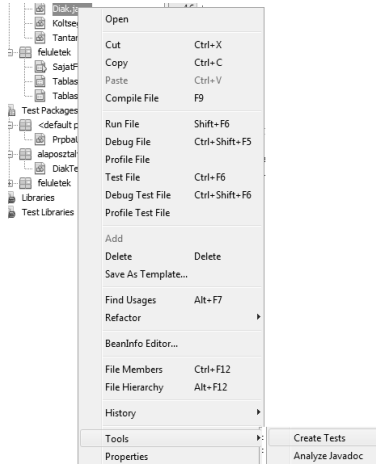 Diak.ja
Koltse
Tantar
feluletek
SajatF
Tablas
Tablas
Test Packages
<default p
Prpbal
alaposztal
DiakTe
feluletek
Libraries
Test Libraries
Open
Cut Ctrl+X
Copy Ctrl+C
Paste Ctrl+V
Compile File F9
Run File Shift+F6
Debug File Ctrl+Shift+F5
Profile File
Test File Ctrl+F6
Debug Test File Ctrl+Shift+F6
Profile Test File
Add
Delete Delete
Save As Template...
Find Usages Alt+F7
Refactor
BeanInfo Editor...
File Members Ctrl+F12
File Hierarchy Alt+F12
History
Tools
Properties
Create Tests
Analyze Javadoc